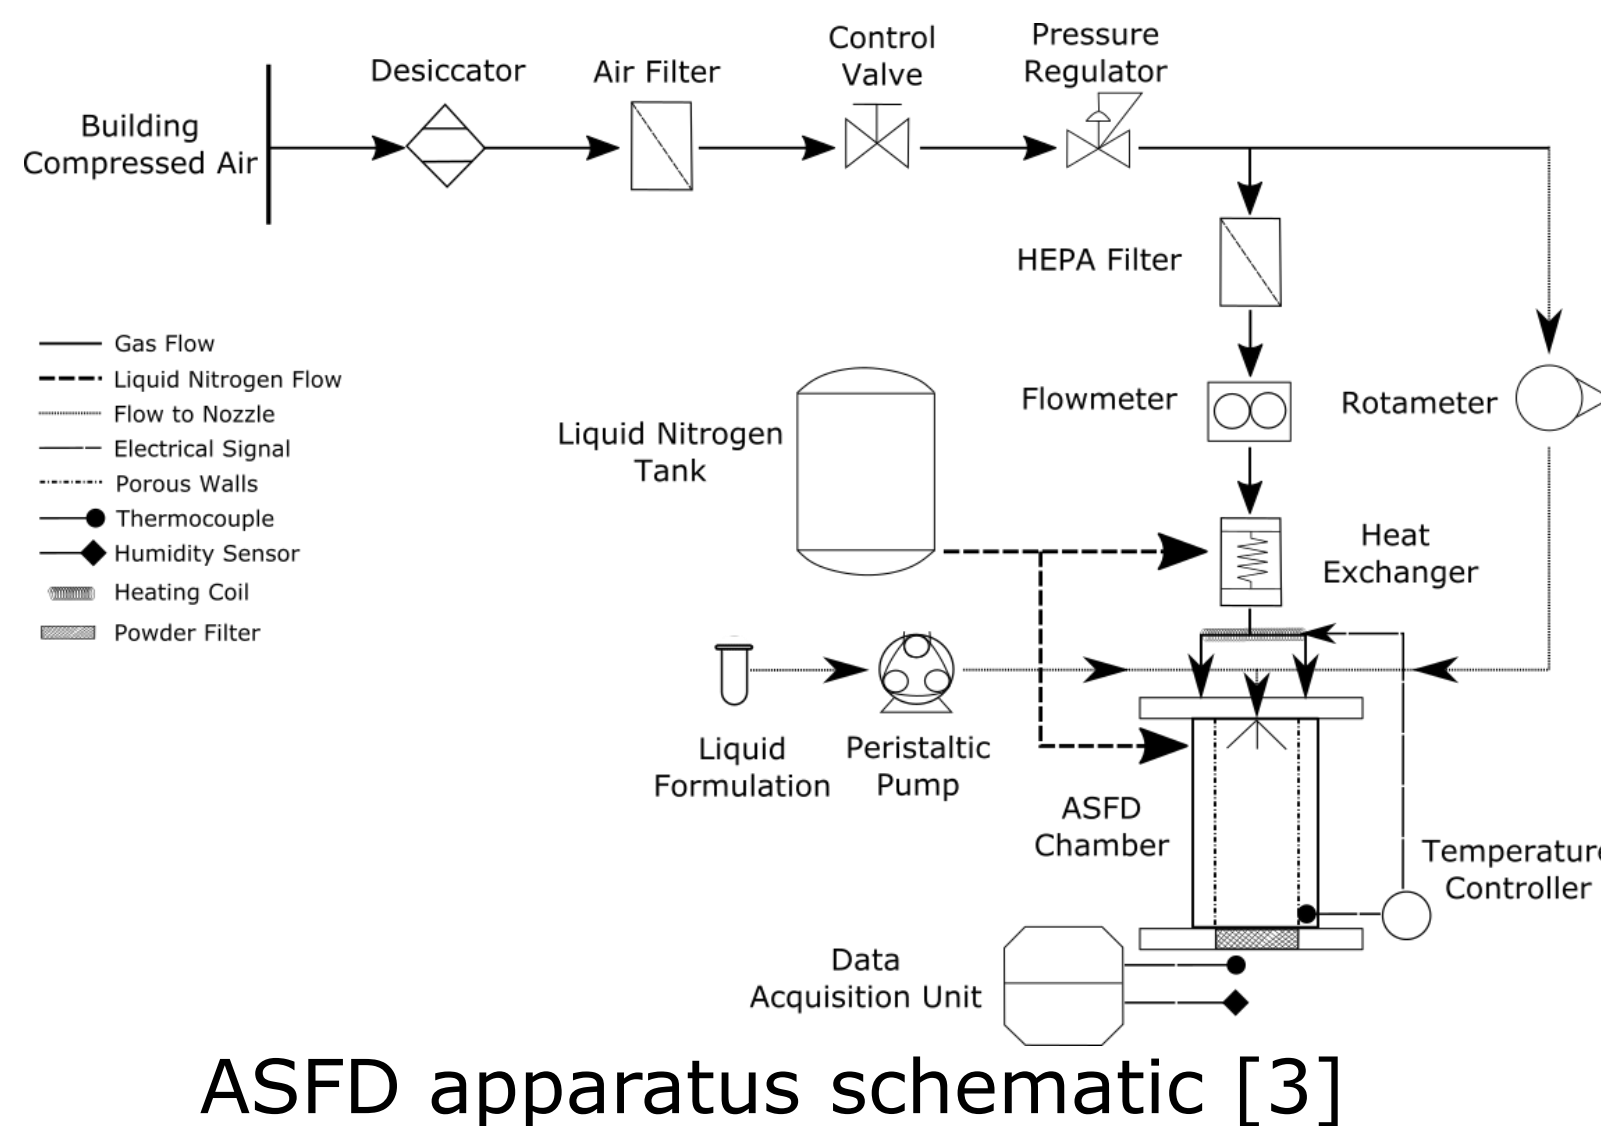 Control
Valve
Pressure
Regulator
Desiccator
Air Filter
Building
Compressed Air
HEPA Filter
Gas Flow
Liquid Nitrogen Flow
Flow to Nozzle
Electrical Signal
Porous Walls
Thermocouple
Humidity Sensor
Heating Coil
Powder Filter
Liquid Nitrogen
Tank
Flowmeter
Rotameter
Heat
Exchanger
Liquid
Formulation
Peristaltic
Pump
ASFD
Chamber
Temperature
Controller
Data
Acquisition Unit
ASFD apparatus schematic [3]